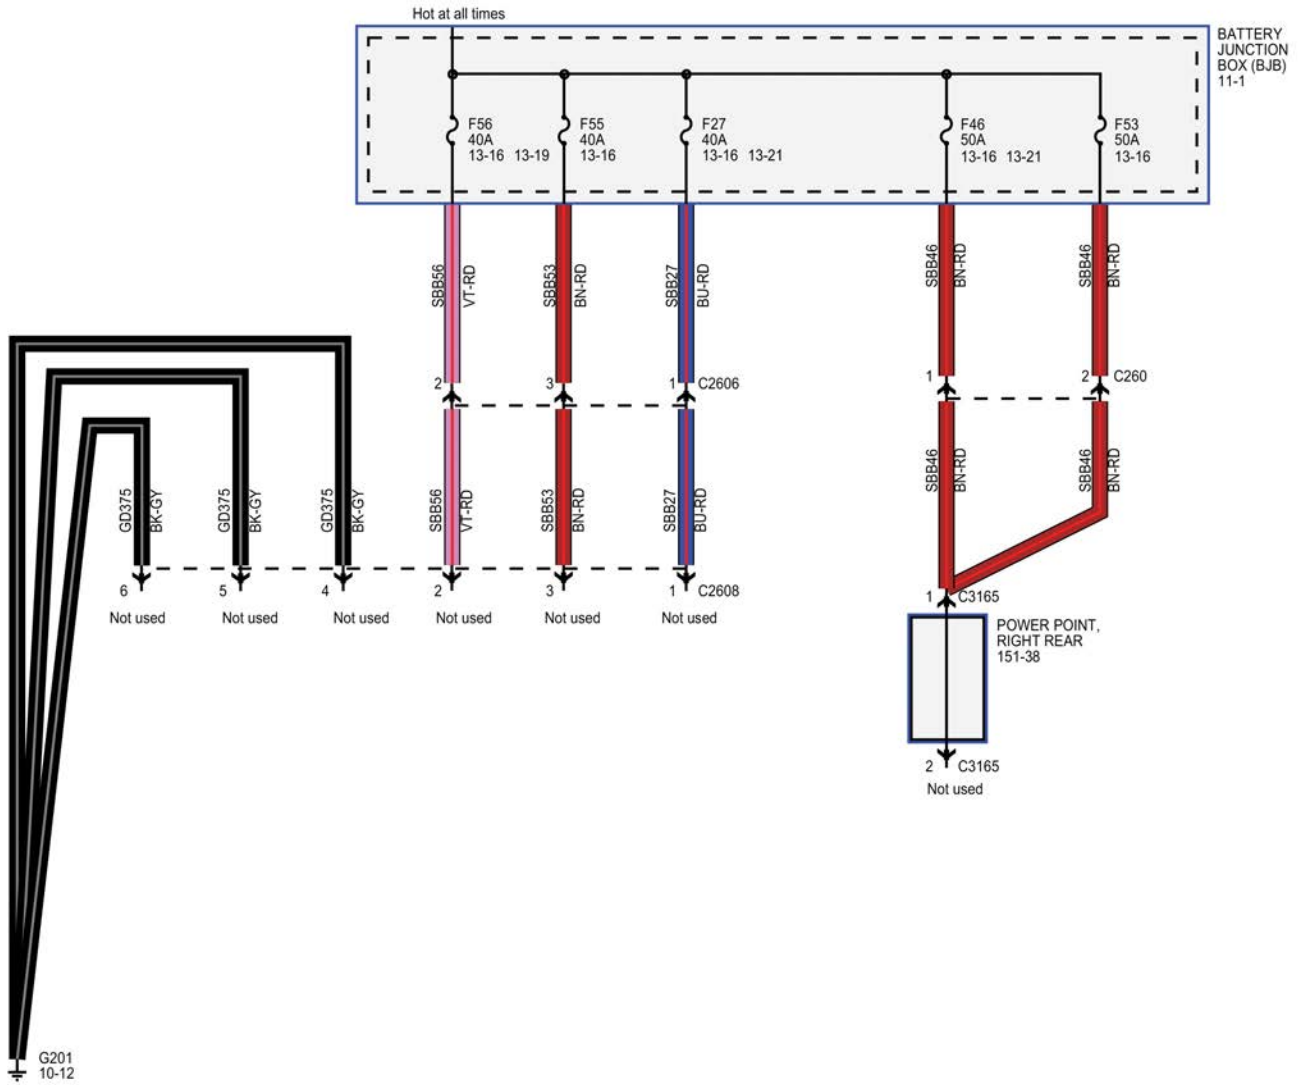 Hot at all times
BATTERY
JUNCTION
BOX (BJB)
11-1
F56
40A
13-16 13-19
F55
40A
13-16
F27
40A
13-16 13-21
F46
50A
13-16 13-21
F53
50A
13-16
SBB56
VT-RD
SBB53
BN-RD
SBB27
BU-RD
SBB46
BN-RD
SBB46
BN-RD
2
3
1 C2606
1
2 C260
GD375
BK-GY
GD375
BK-GY
GD375
BK-GY
SBB56
VT-RD
SBB53
BN-RD
SBB27
BU-RD
SBB46
BN-RD
SBB46
BN-RD
6
5
4
2
3
1 C2608
1 C3165
Not used
Not used
Not used
Not used
Not used
Not used
POWER POINT,
RIGHT REAR
151-38
2 C3165
Not used
G201
10-12